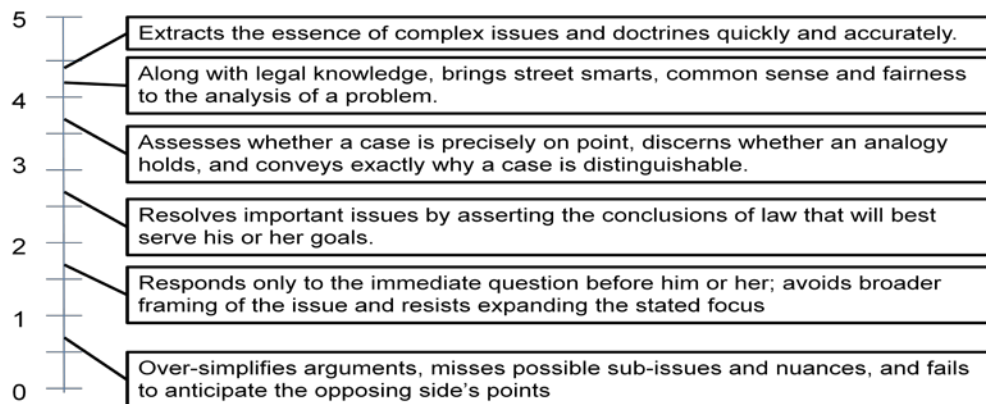 5
Extracts the essence of complex issues and doctrines quickly and accurately.
Along with legal knowledge, brings street smarts, common sense and fairness
to the analysis of a problem.
4
Assesses whether a case is precisely on point, discerns whether an analogy
holds, and conveys exactly why a case is distinguishable.
3
Resolves important issues by asserting the conclusions of law that will best
serve his or her goals.
2
Responds only to the immediate question before him or her; avoids broader
framing of the issue and resists expanding the stated focus
1
Over-simplifies arguments, misses possible sub-issues and nuances, and fails
to anticipate the opposing side's points
0